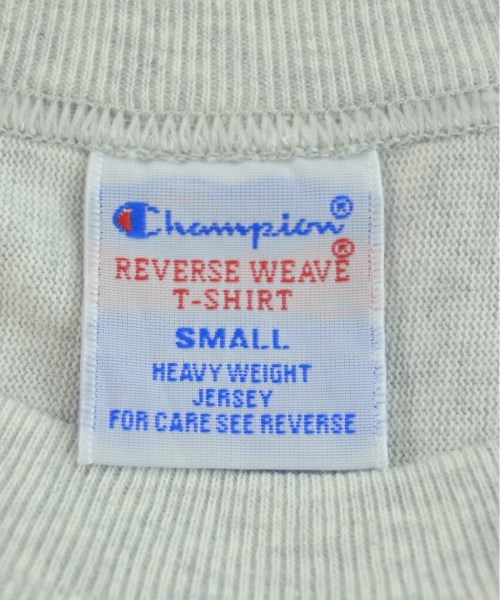 Champion®
REVERSE WEAVE®
T-SHIRT
SMALL
HEAVY WEIGHT
JERSEY
FOR CARE SEE REVERSE